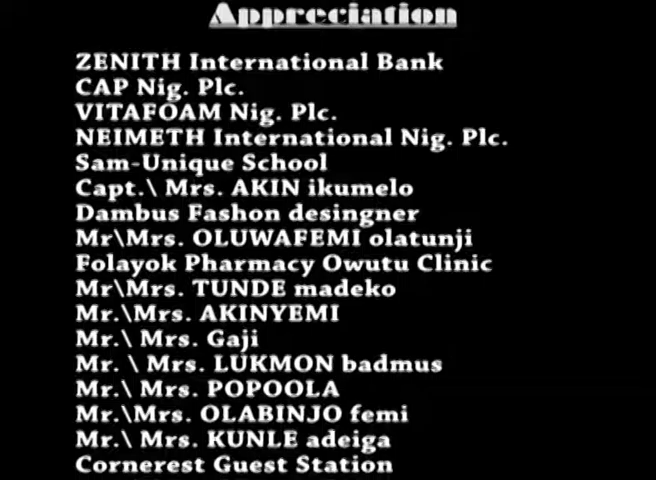 Appreciation
ZENITH International Bank
CAP Nig. Plc.
VITAFOAM Nig. Plc.
NEIMETH International Nig. Plc.
Sam-Unique School
Capt.\ Mrs. AKIN ikumelo
Dambus Fashon desingner
Mr\Mrs. OLUWAFEMI olatunji
Folayok Pharmacy Owutu Clinic
Mr\Mrs. TUNDE madeko
Mr.\Mrs. AKINYEMI
Mr.\ Mrs. Gaji
Mr. \ Mrs. LUKMON badmus
Mr.\ Mrs. POPOOLA
Mr.\Mrs. OLABINJO femi
Mr.\ Mrs. KUNLE adeiga
Cornerest Guest Station